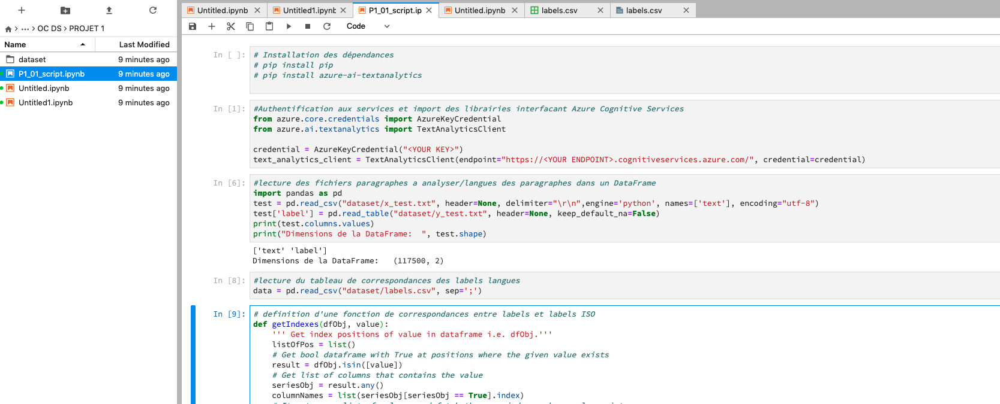 OC DS > PROJET 1
Name Last Modified
dataset 9 minutes ago
P1_01_script.ipynb 9 minutes ago
Untitled.ipynb 9 minutes ago
Untitled1.ipynb 9 minutes ago
Untitled.ipynb Untitled1.ipynb P1_01_script.ip Untitled.ipynb labels.csv labels.csv
Code
In [ ]:
# Installation des dépendances
# pip install pip
# pip install azure-ai-textanalytics
In [1]:
#Authentification aux services et import des librairies interfacant Azure Cognitive Services
from azure.core.credentials import AzureKeyCredential
from azure.ai.textanalytics import TextAnalyticsClient
credential = AzureKeyCredential("<YOUR KEY>")
text_analytics_client = TextAnalyticsClient(endpoint="https://<YOUR ENDPOINT>.cognitiveservices.azure.com/", credential=credential)
In [6]:
#lecture des fichiers paragraphes a analyser/langues des paragraphes dans un DataFrame
import pandas as pd
test = pd.read_csv("dataset/x_test.txt", header=None, delimiter="\r\n",engine='python', names=['text'], encoding="utf-8")
test['label'] = pd.read_table("dataset/y_test.txt", header=None, keep_default_na=False)
print(test.columns.values)
print("Dimensions de la DataFrame:  ", test.shape)
['text' 'label']
Dimensions de la DataFrame:   (117500, 2)
In [8]:
#lecture du tableau de correspondances des labels langues
data = pd.read_csv("dataset/labels.csv", sep=';')
In [9]:
# definition d'une fonction de correspondances entre labels et labels ISO
def getIndexes(dfObj, value):
    ''' Get index positions of value in dataframe i.e. dfObj.'''
    listOfPos = list()
    # Get bool dataframe with True at positions where the given value exists
    result = dfObj.isin([value])
    # Get list of columns that contains the value
    seriesObj = result.any()
    columnNames = list(seriesObj[seriesObj == True].index)